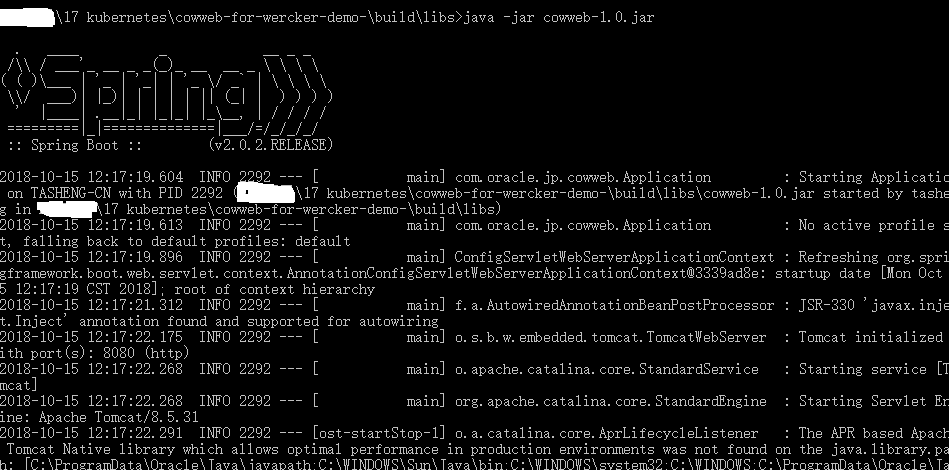 \17 kubernetes\cowweb-for-wercker-demo-\build\libs>java -jar cowweb-1.0.jar
Spring
:: Spring Boot ::        (v2.0.2.RELEASE)
2018-10-15 12:17:19.604  INFO 2292 --- [           main] com.oracle.jp.cowweb.Application         : Starting Applicatio
on TASHENG-CN with PID 2292 (\17 kubernetes\cowweb-for-wercker-demo-\build\libs\cowweb-1.0.jar started by tashe
g in \17 kubernetes\cowweb-for-wercker-demo-\build\libs)
2018-10-15 12:17:19.613  INFO 2292 --- [           main] com.oracle.jp.cowweb.Application         : No active profile s
t, falling back to default profiles: default
2018-10-15 12:17:19.896  INFO 2292 --- [           main] ConfigServletWebServerApplicationContext : Refreshing org.spri
gframework.boot.web.servlet.context.AnnotationConfigServletWebServerApplicationContext@3339ad8e: startup date [Mon Oct
5 12:17:19 CST 2018]; root of context hierarchy
2018-10-15 12:17:21.312  INFO 2292 --- [           main] f.a.AutowiredAnnotationBeanPostProcessor : JSR-330 'javax.inje
t.Inject' annotation found and supported for autowiring
2018-10-15 12:17:22.175  INFO 2292 --- [           main] o.s.b.w.embedded.tomcat.TomcatWebServer  : Tomcat initialized
ith port(s): 8080 (http)
2018-10-15 12:17:22.268  INFO 2292 --- [           main] o.apache.catalina.core.StandardService   : Starting service [T
mcat]
2018-10-15 12:17:22.268  INFO 2292 --- [           main] org.apache.catalina.core.StandardEngine  : Starting Servlet En
ine: Apache Tomcat/8.5.31
2018-10-15 12:17:22.291  INFO 2292 --- [ost-startStop-1] o.a.catalina.core.AprLifecycleListener   : The APR based Apach
Tomcat Native library which allows optimal performance in production environments was not found on the java.library.p
h: [C:\ProgramData\Oracle\Java\javapath;C:\WINDOWS\Sun\Java\bin;C:\WINDOWS\system32;C:\WINDOWS;C:\ProgramData\Oracle\J